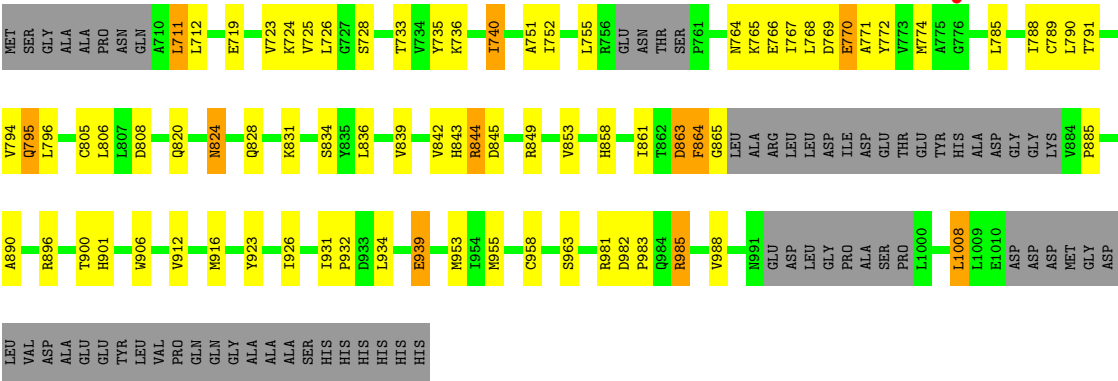 MET SER GLY ALA ALA PRO ASN GLN A710 L711 L712 E719 V723 K724 V725 L726 G727 S728 T733 V734 Y735 K736 I740 A751 I752 L755 R756 GLU ASN THR SER P761 N764 K765 E766 I767 L768 D769 E770 A771 Y772 V773 M774 A775 G776 L785 I788 C789 L790 T791
V794 Q795 L796 C805 L806 L807 D808 Q820 N824 Q828 K831 S834 Y835 L836 V839 V842 H843 R844 D845 R849 V853 H858 I861 T862 D863 F864 G865 LEU ALA ARG LEU LEU ASP ILE ASP GLU THR GLU TYR HIS ALA ASP GLY GLY LYS V884 P885
A890 R896 T900 H901 W906 V912 M916 Y923 I926 I931 P932 D933 L934 E939 M953 I954 M955 C958 S963 R981 D982 P983 Q984 R985 V988 N991 GLU ASP LEU GLY PRO ALA SER PRO L1000 L1008 L1009 E1010 ASP ASP ASP MET GLY ASP
LEU VAL ASP ALA GLU GLU TYR LEU VAL PRO GLN GLN GLY ALA ALA ALA SER HIS HIS HIS HIS HIS HIS